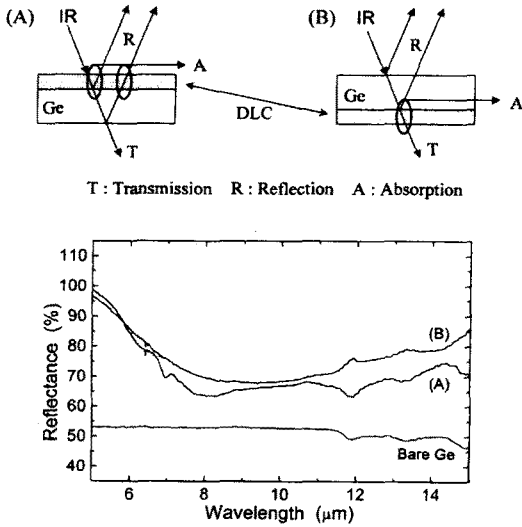 (A) IR R A Ge T
DLC
(B) IR R Ge A T
T : Transmission R : Reflection A : Absorption
Reflectance (%)
110
100
90
80
70
60
50
40
(B)
(A)
Bare Ge
6 8 10 12 14
Wavelength (μm)